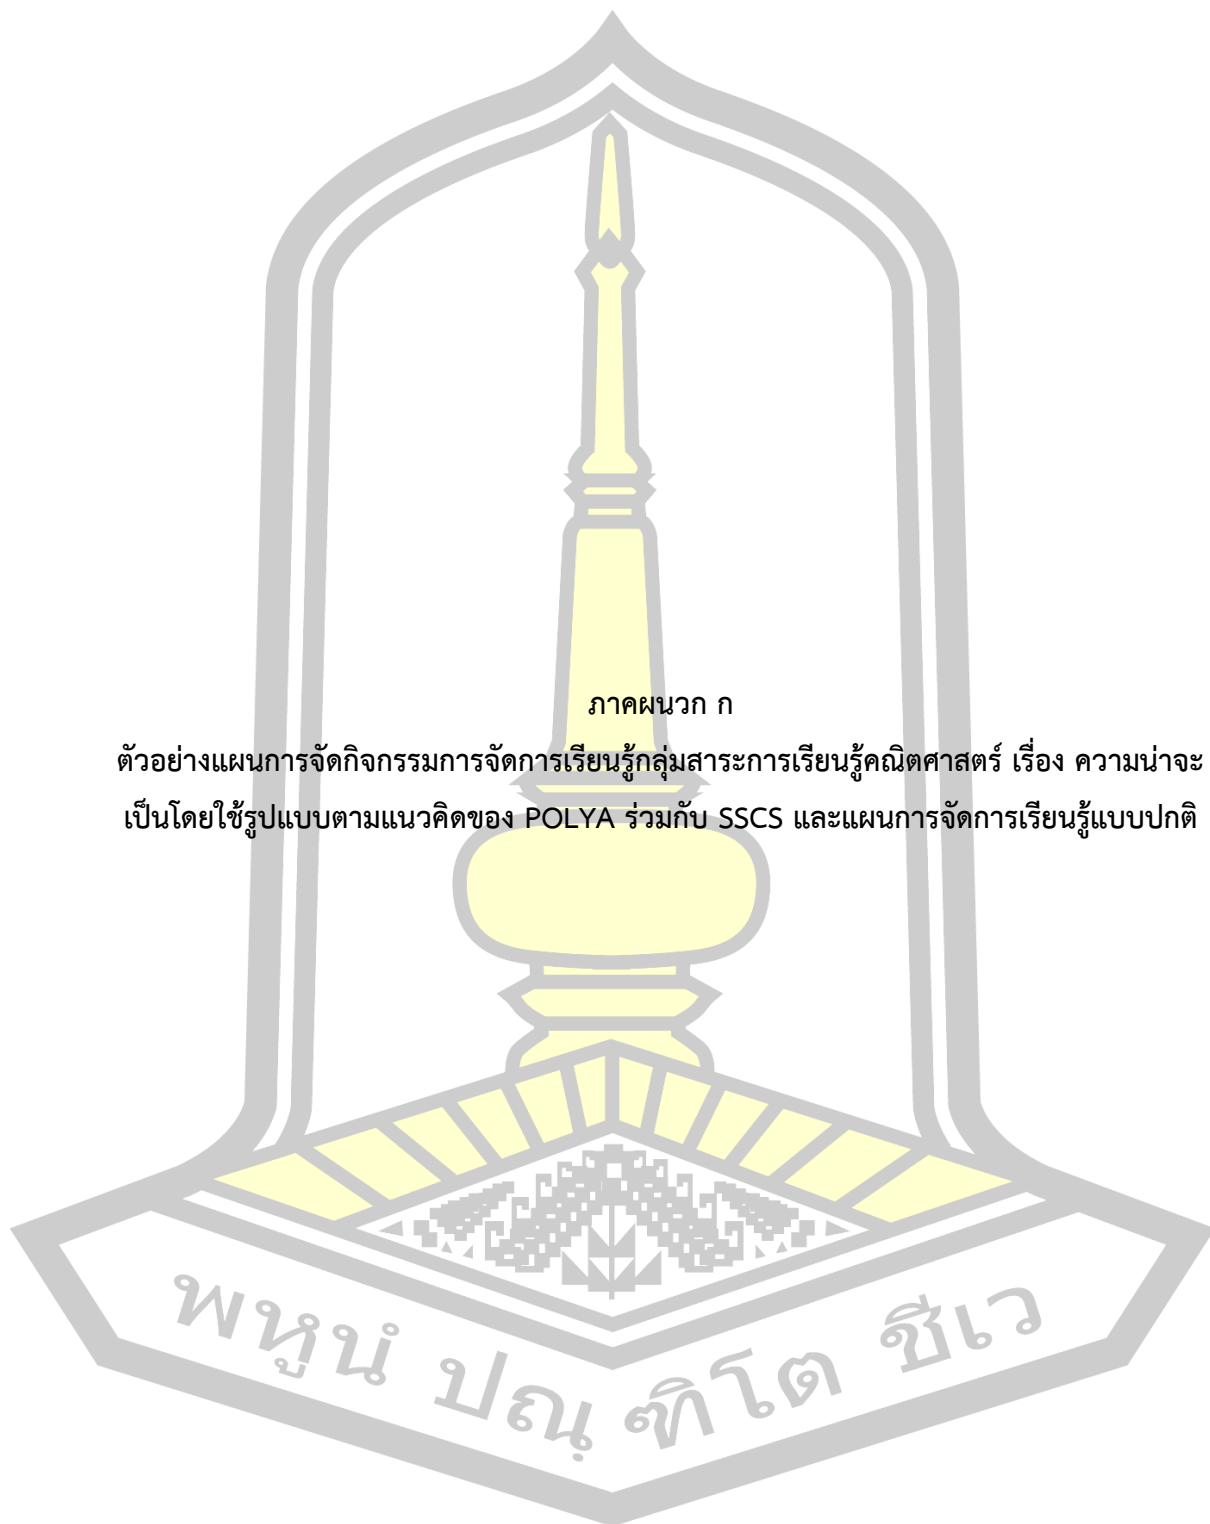 ภาคผนวก ก
ตัวอย่างแผนการจัดกิจกรรมการจัดการเรียนรู้กลุ่มสาระการเรียนรู้คณิตศาสตร์ เรื่อง ความน่าจะ
เป็นโดยใช้รูปแบบตามแนวคิดของ POLYA ร่วมกับ SSCS และแผนการจัดการเรียนรู้แบบปกติ
พหูนํ ปณฺ ฑิโต ชีเว